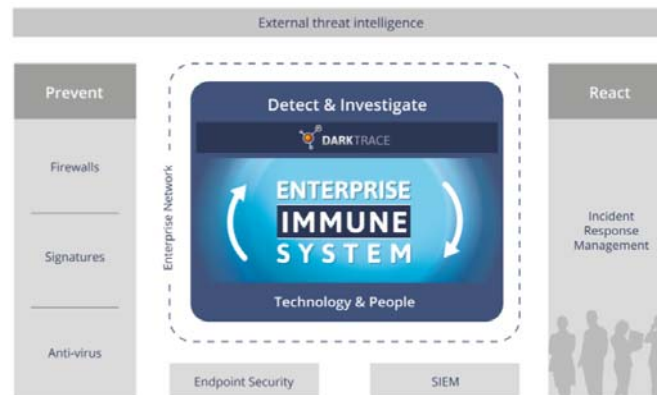 External threat intelligence
Prevent
Firewalls
Signatures
Anti-virus
Enterprise Network
Detect & Investigate
DARKTRACE
ENTERPRISE
IMMUNE
SYSTEM
Technology & People
Endpoint Security
SIEM
React
Incident
Response
Management